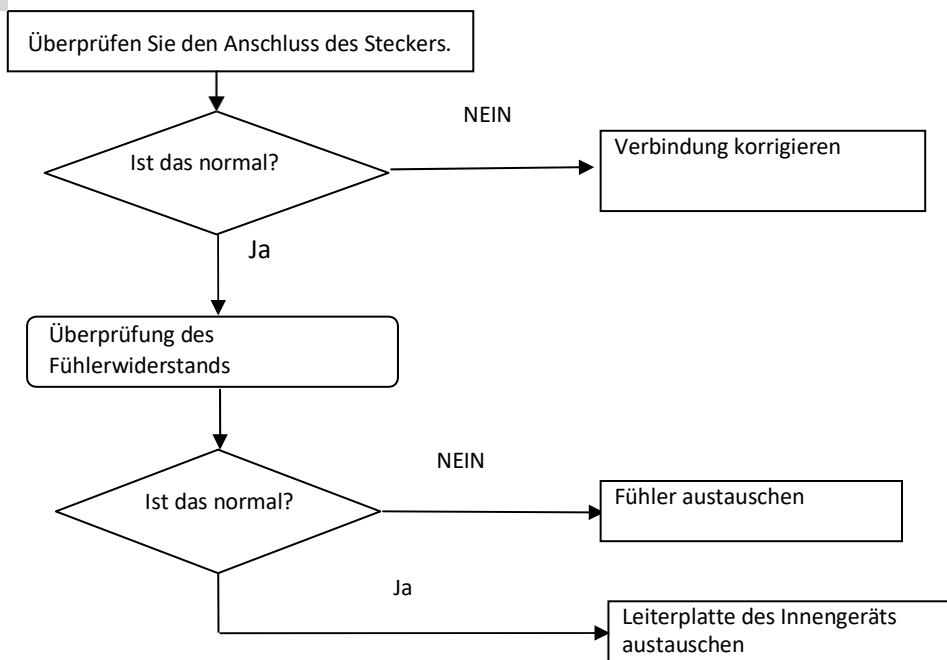 Überprüfen Sie den Anschluss des Steckers.
NEIN
Ist das normal?
Verbindung korrigieren
Ja
Überprüfung des
Fühlerwiderstands
NEIN
Ist das normal?
Fühler austauschen
Ja
Leiterplatte des Innengeräts
austauschen